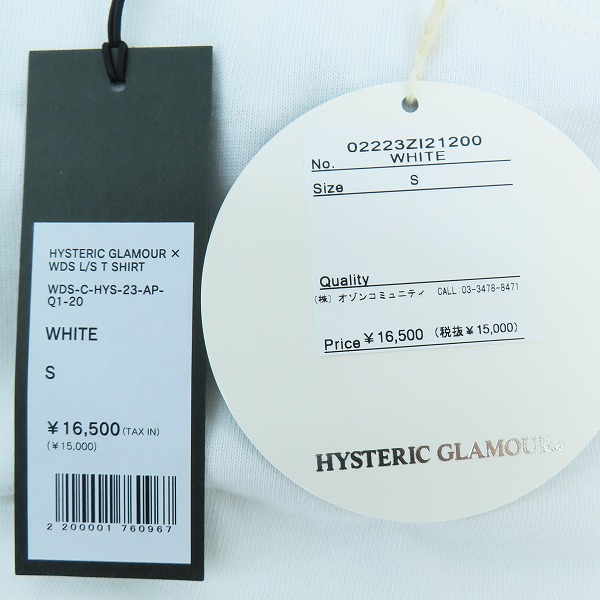 HYSTERIC GLAMOUR ×
WDS L/S T SHIRT
WDS-C-HYS-23-AP-
Q1-20
WHITE
S
¥16,500(TAX IN)
(¥15,000)
2 200001 760967
No. 02223ZI21200
WHITE
Size S
Quality
(株) オゾンコミュニティ CALL:03-3478-8471
Price ¥16,500 (税抜¥15,000)
HYSTERIC GLAMOUR®